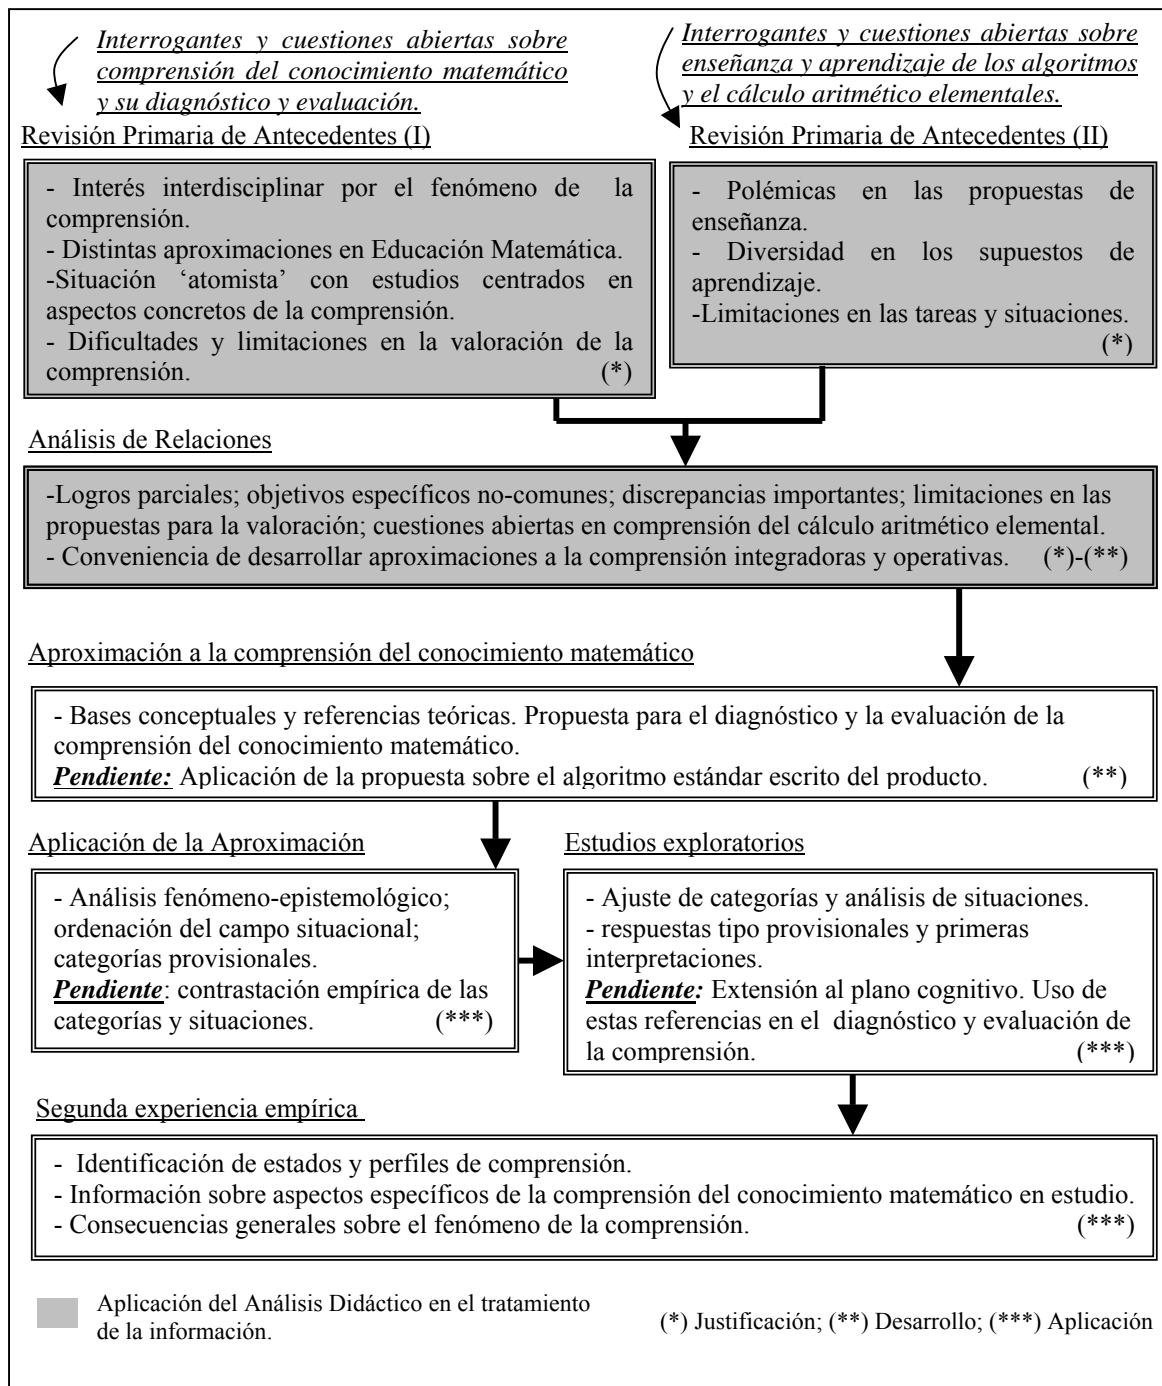 Interrogantes y cuestiones abiertas sobre
comprensión del conocimiento matemático
y su diagnóstico y evaluación.
Interrogantes y cuestiones abiertas sobre
enseñanza y aprendizaje de los algoritmos
y el cálculo aritmético elementales.
Revisión Primaria de Antecedentes (I)
Revisión Primaria de Antecedentes (II)
- Interés interdisciplinar por el fenómeno de la
comprensión.
- Distintas aproximaciones en Educación Matemática.
-Situación ‘atomista’ con estudios centrados en
aspectos concretos de la comprensión.
- Dificultades y limitaciones en la valoración de la
comprensión. (*)
- Polémicas en las propuestas de
enseñanza.
- Diversidad en los supuestos de
aprendizaje.
-Limitaciones en las tareas y situaciones.
(*)
Análisis de Relaciones
-Logros parciales; objetivos específicos no-comunes; discrepancias importantes; limitaciones en las
propuestas para la valoración; cuestiones abiertas en comprensión del cálculo aritmético elemental.
- Conveniencia de desarrollar aproximaciones a la comprensión integradoras y operativas. (*)-(**)
Aproximación a la comprensión del conocimiento matemático
- Bases conceptuales y referencias teóricas. Propuesta para el diagnóstico y la evaluación de la
comprensión del conocimiento matemático.
Pendiente: Aplicación de la propuesta sobre el algoritmo estándar escrito del producto. (**)
Aplicación de la Aproximación
Estudios exploratorios
- Análisis fenómeno-epistemológico;
ordenación del campo situacional;
categorías provisionales.
Pendiente: contrastación empírica de las
categorías y situaciones. (***)
- Ajuste de categorías y análisis de situaciones.
- respuestas tipo provisionales y primeras
interpretaciones.
Pendiente: Extensión al plano cognitivo. Uso de
estas referencias en el diagnóstico y evaluación de
la comprensión. (***)
Segunda experiencia empírica
- Identificación de estados y perfiles de comprensión.
- Información sobre aspectos específicos de la comprensión del conocimiento matemático en estudio.
- Consecuencias generales sobre el fenómeno de la comprensión. (***)
Aplicación del Análisis Didáctico en el tratamiento
de la información.
(*) Justificación; (**) Desarrollo; (***) Aplicación